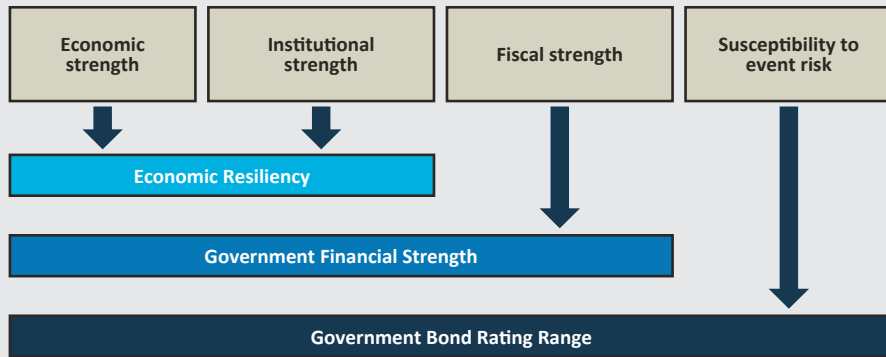 Economic
strength
Institutional
strength
Fiscal strength
Susceptibility to
event risk
Economic Resiliency
Government Financial Strength
Government Bond Rating Range